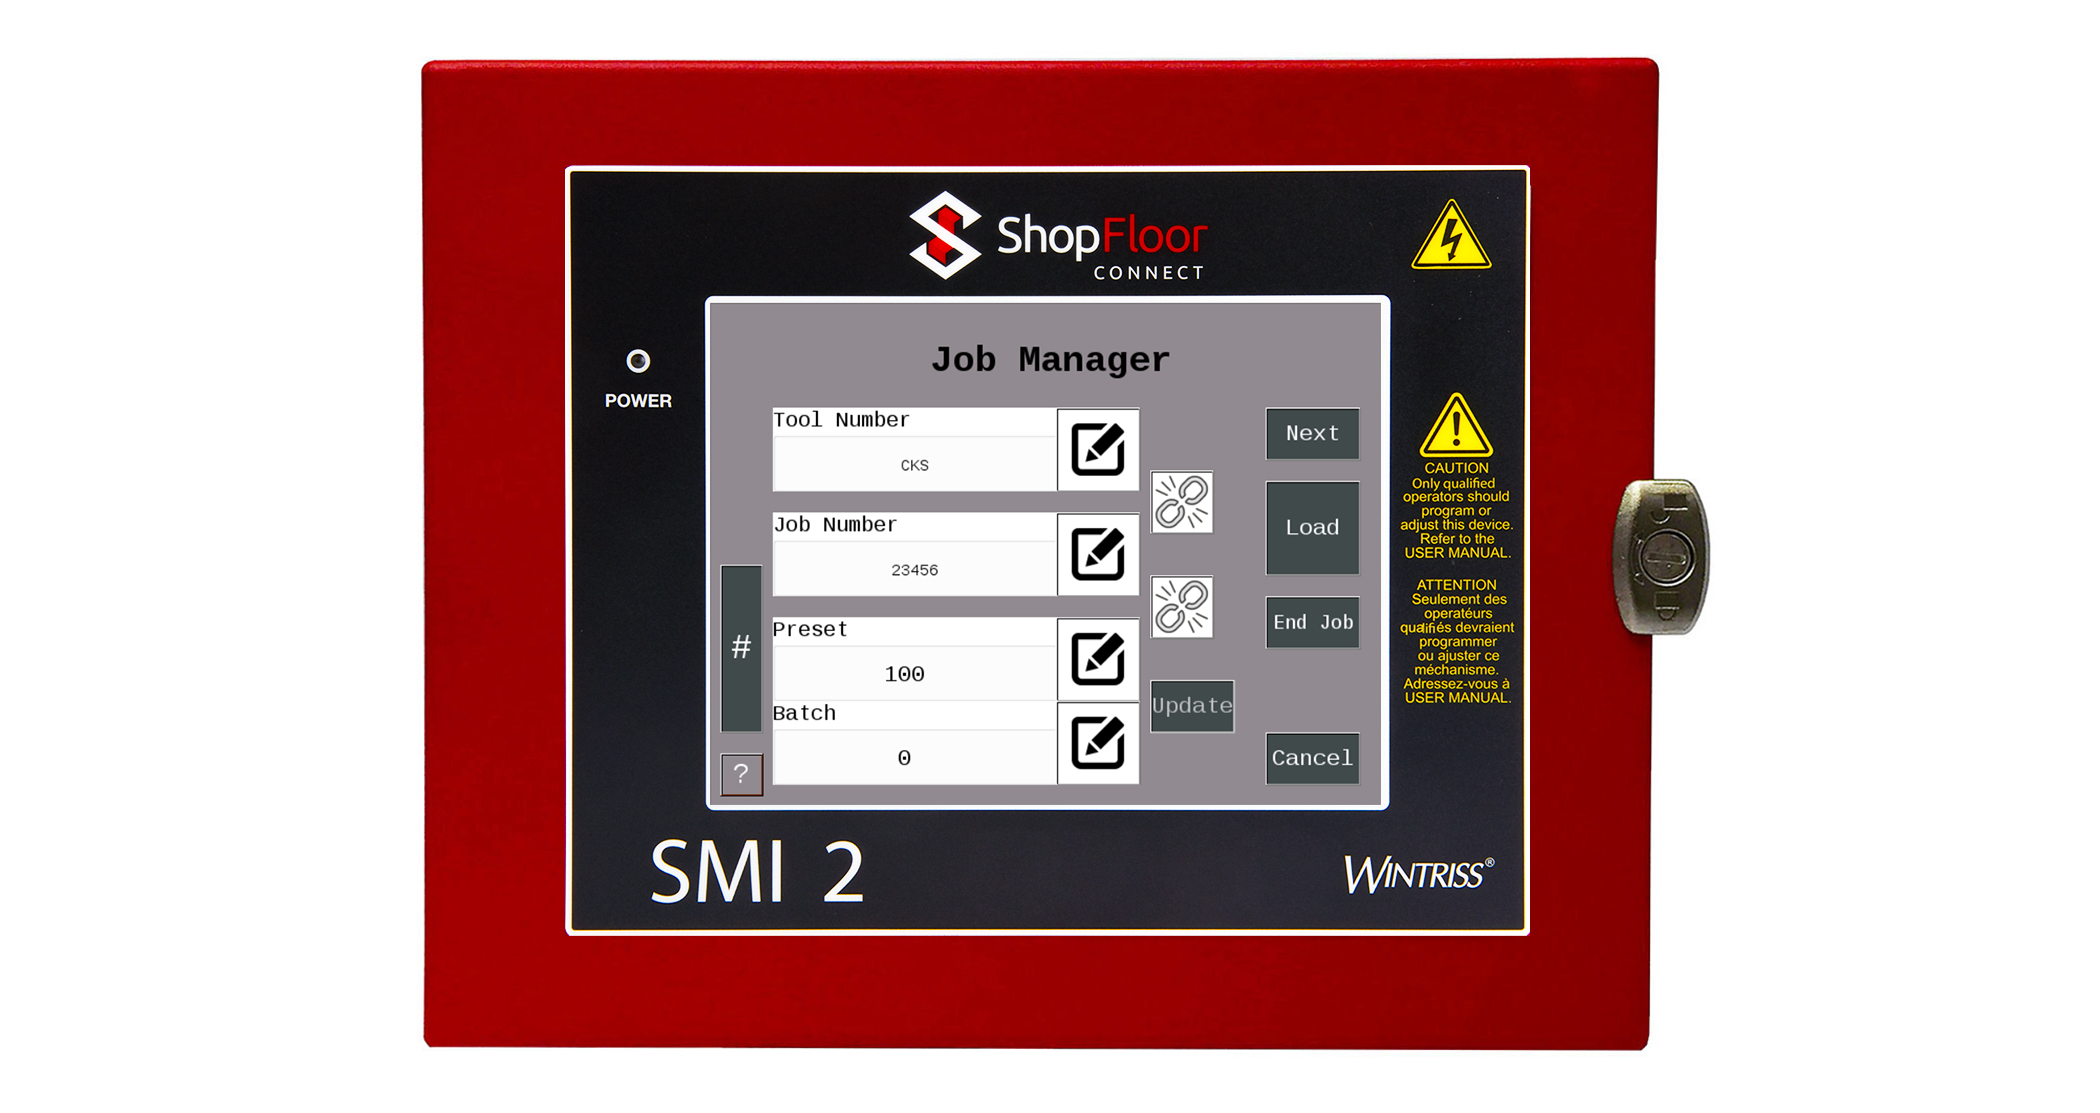 ShopFloor
CONNECT
POWER
Job Manager
Tool Number
CKS
Job Number
23456
Preset
100
Batch
0
#
?
Next
Load
End Job
Update
Cancel
CAUTION
Only qualified
operators should
program or
adjust this device.
Refer to the
USER MANUAL.
ATTENTION
Seulement des
operatéurs
qualifiés devraient
programmer
ou ajuster ce
méchanisme.
Adressez-vous à
USER MANUAL.
SMI 2
WINTRISS®